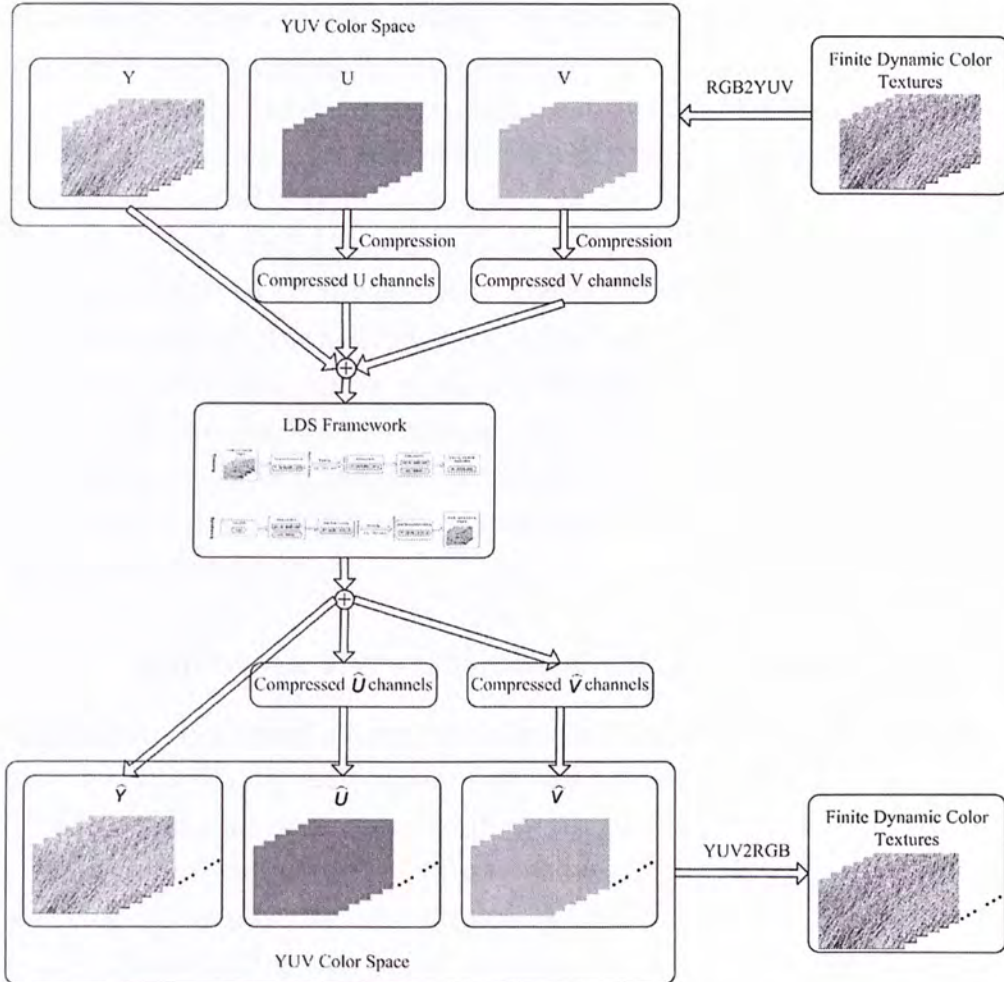 YUV Color Space
Y
U
V
RGB2YUV
Finite Dynamic Color
Textures
Compression
Compression
Compressed U channels
Compressed V channels
+
LDS Framework
+
Compressed Û channels
Compressed V̂ channels
Ŷ
Û
V̂
YUV2RGB
Finite Dynamic Color
Textures
YUV Color Space